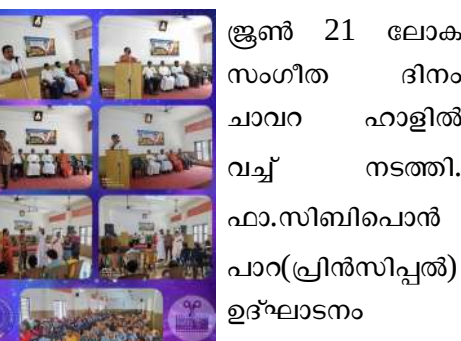 ജൂൺ 21 ലോക
സംഗീത ദിനം
ചാവറ ഹാളിൽ
വച്ച് നടത്തി.
ഫാ.സിബിപൊൻ
പാറ(പ്രിൻസിപ്പൽ)
ഉദ്ഘാടനം